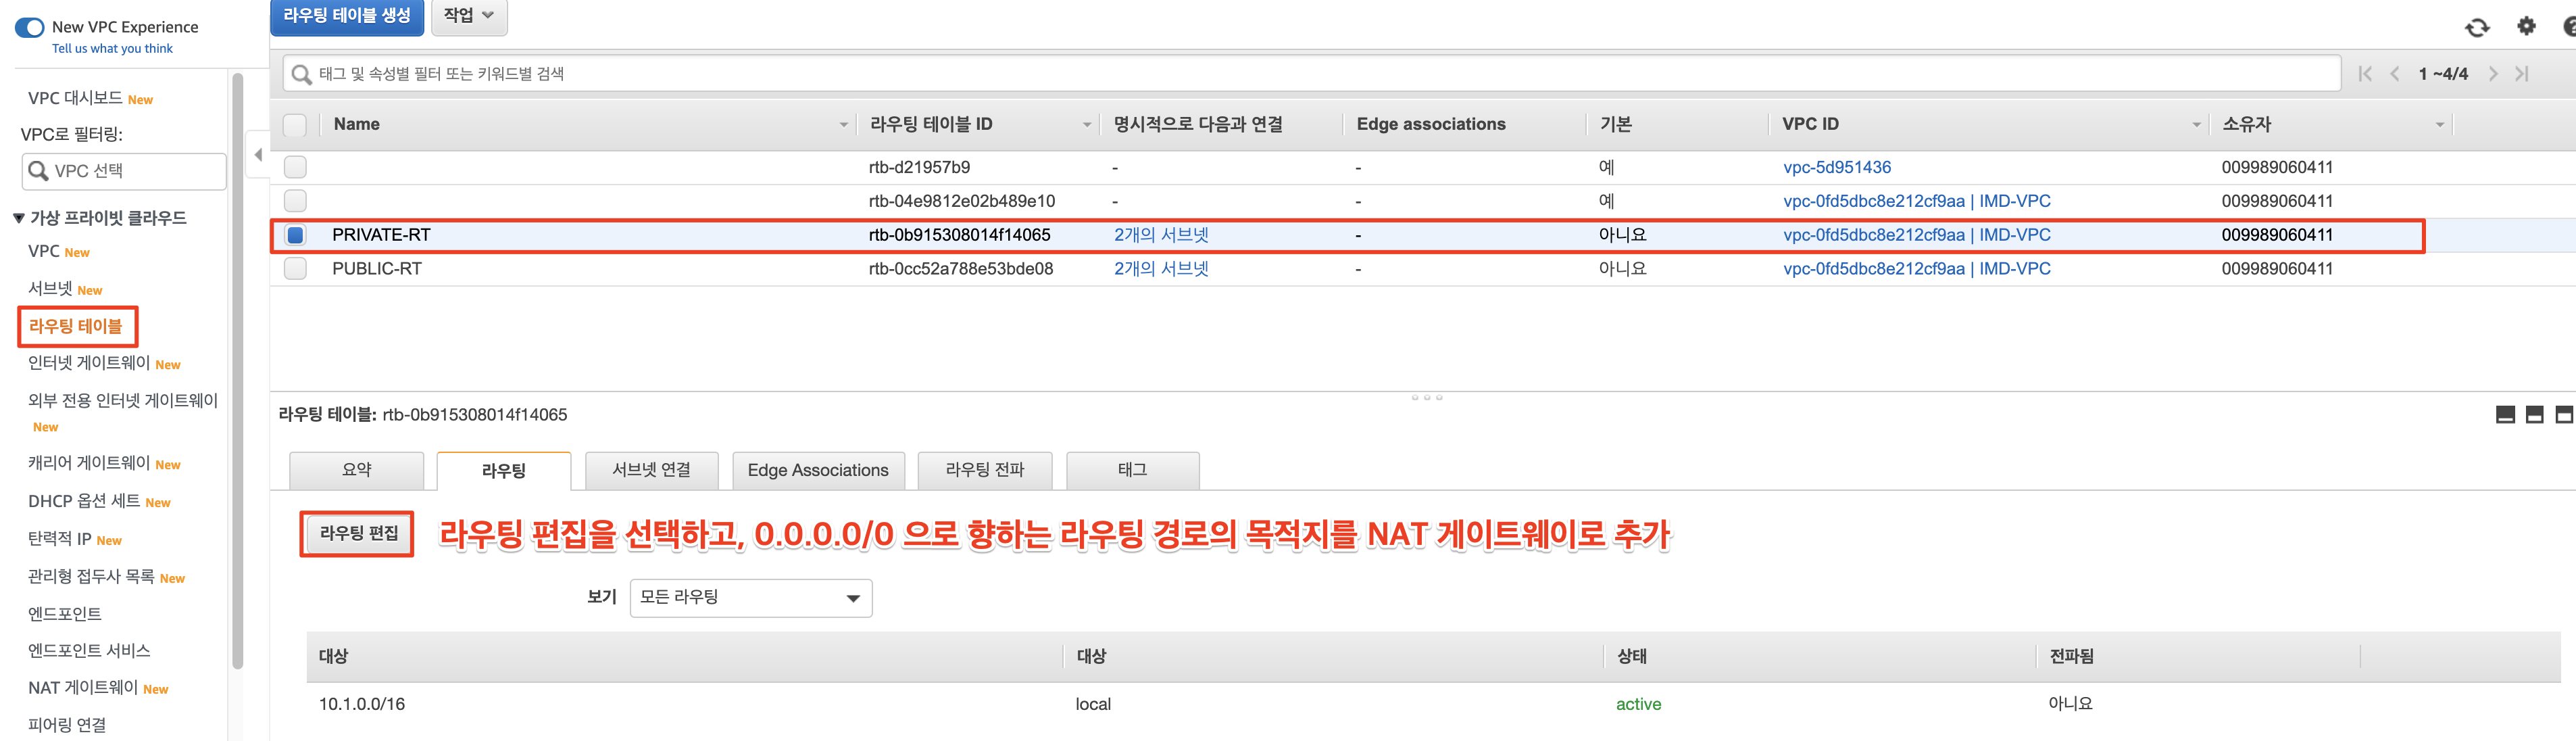 New VPC Experience
Tell us what you think
VPC 대시보드 New
VPC로 필터링:
VPC 선택
가상 프라이빗 클라우드
VPC New
서브넷 New
라우팅 테이블
인터넷 게이트웨이 New
외부 전용 인터넷 게이트웨이
New
캐리어 게이트웨이 New
DHCP 옵션 세트 New
탄력적 IP New
관리형 접두사 목록 New
엔드포인트
엔드포인트 서비스
NAT 게이트웨이 New
피어링 연결
라우팅 테이블 생성 작업
태그 및 속성별 필터 또는 키워드별 검색 1 ~4/4
Name 라우팅 테이블 ID 명시적으로 다음과 연결 Edge associations 기본 VPC ID 소유자
rtb-d21957b9 - - 예 vpc-5d951436 009989060411
rtb-04e9812e02b489e10 - - 예 vpc-0fd5dbc8e212cf9aa | IMD-VPC 009989060411
PRIVATE-RT rtb-0b915308014f14065 2개의 서브넷 - 아니요 vpc-0fd5dbc8e212cf9aa | IMD-VPC 009989060411
PUBLIC-RT rtb-0cc52a788e53bde08 2개의 서브넷 - 아니요 vpc-0fd5dbc8e212cf9aa | IMD-VPC 009989060411
라우팅 테이블: rtb-0b915308014f14065
요약 라우팅 서브넷 연결 Edge Associations 라우팅 전파 태그
라우팅 편집 라우팅 편집을 선택하고, 0.0.0.0/0 으로 향하는 라우팅 경로의 목적지를 NAT 게이트웨이로 추가
보기 모든 라우팅
대상 대상 상태 전파됨
10.1.0.0/16 local active 아니요